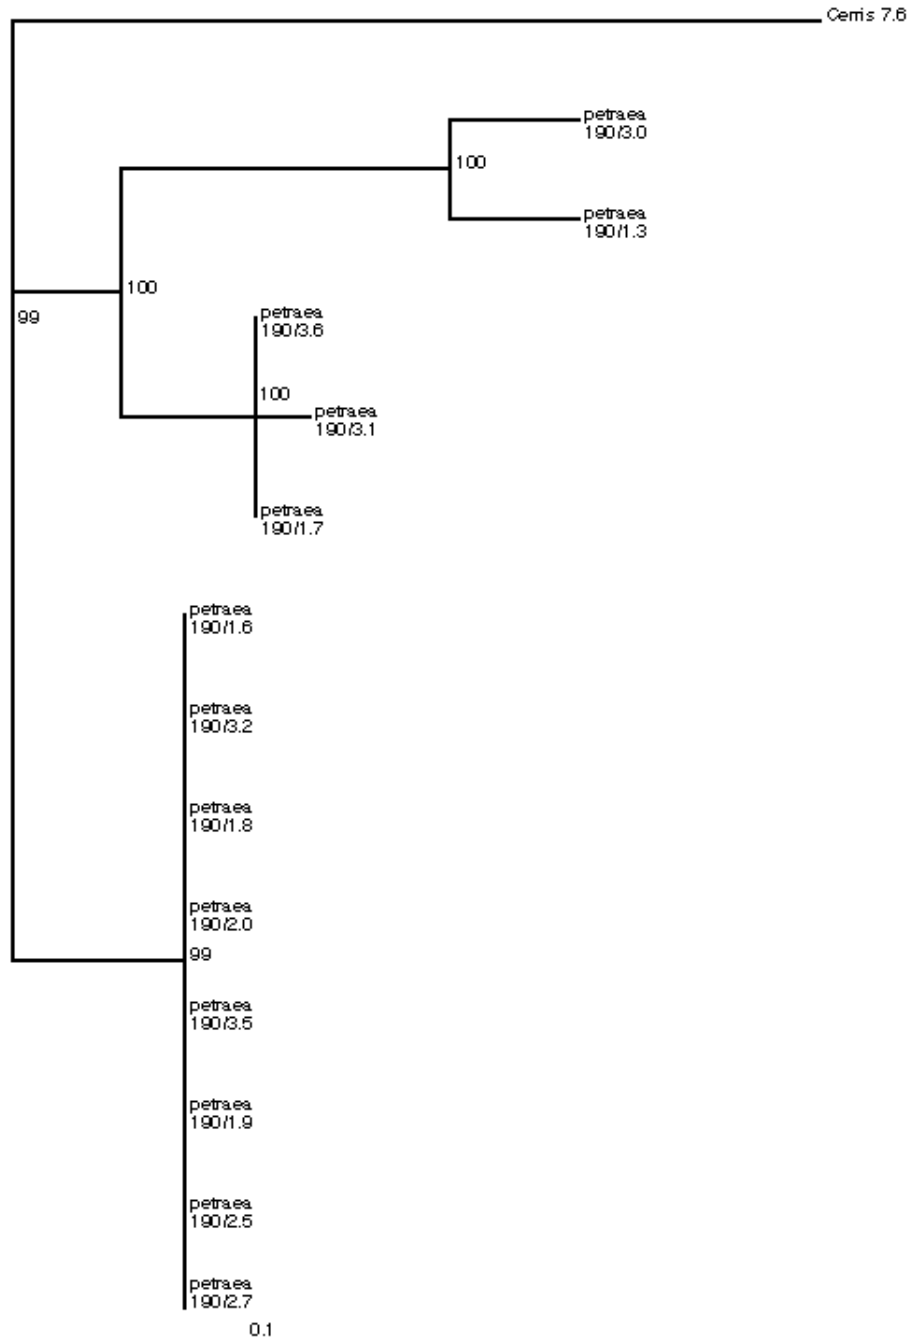 Cerris 7.6
petraea
190/3.0
100
petraea
190/1.3
100
99
petraea
190/3.6
100
petraea
190/3.1
petraea
190/1.7
petraea
190/1.6
petraea
190/3.2
petraea
190/1.8
petraea
190/2.0
99
petraea
190/3.5
petraea
190/1.9
petraea
190/2.5
petraea
190/2.7
0.1